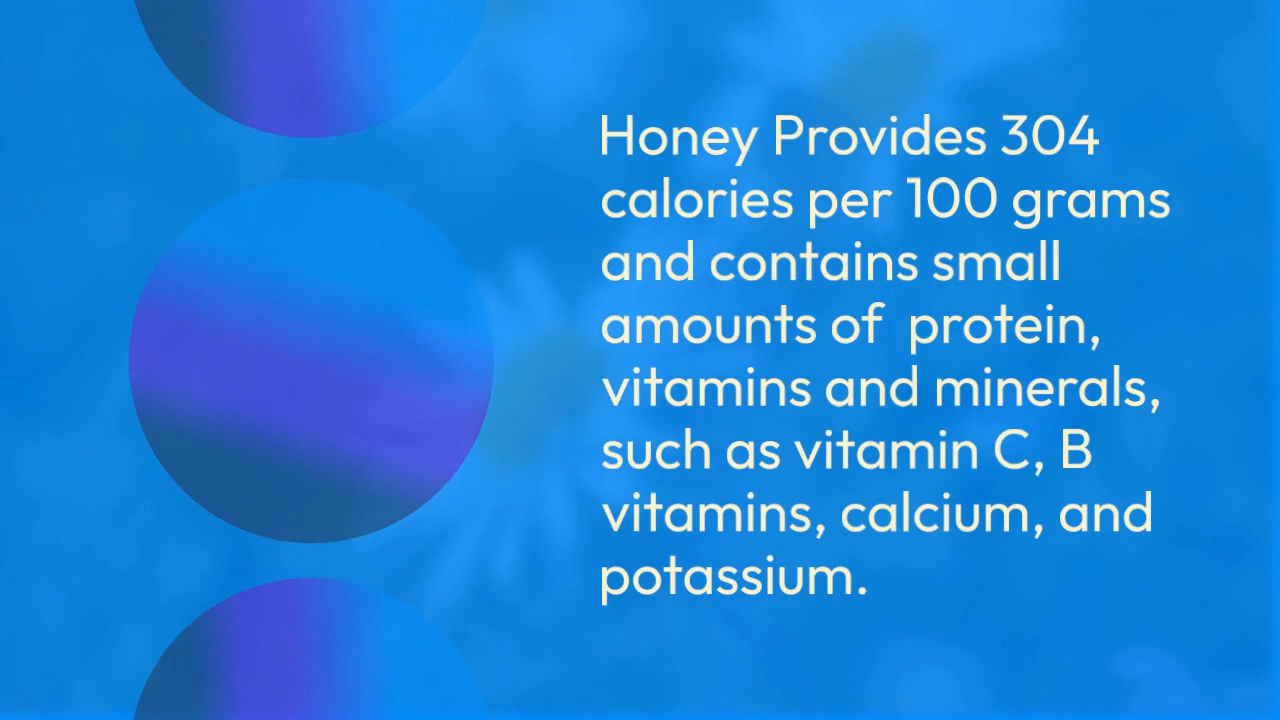 Honey Provides 304
calories per 100 grams
and contains small
amounts of  protein,
vitamins and minerals,
such as vitamin C, B
vitamins, calcium, and
potassium.